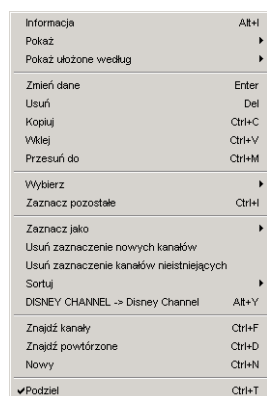 Informacja Alt+I
Pokaż
Pokaż ułożone według
Zmień dane Enter
Usuń Del
Kopiuj Ctrl+C
Wklej Ctrl+V
Przesuń do Ctrl+M
Wybierz
Zaznacz pozostałe Ctrl+I
Zaznacz jako
Usuń zaznaczenie nowych kanałów
Usuń zaznaczenie kanałów nieistniejących
Sortuj
DISNEY CHANNEL -> Disney Channel Alt+Y
Znajdź kanały Ctrl+F
Znajdź powtórzone Ctrl+D
Nowy Ctrl+N
Podziel Ctrl+T